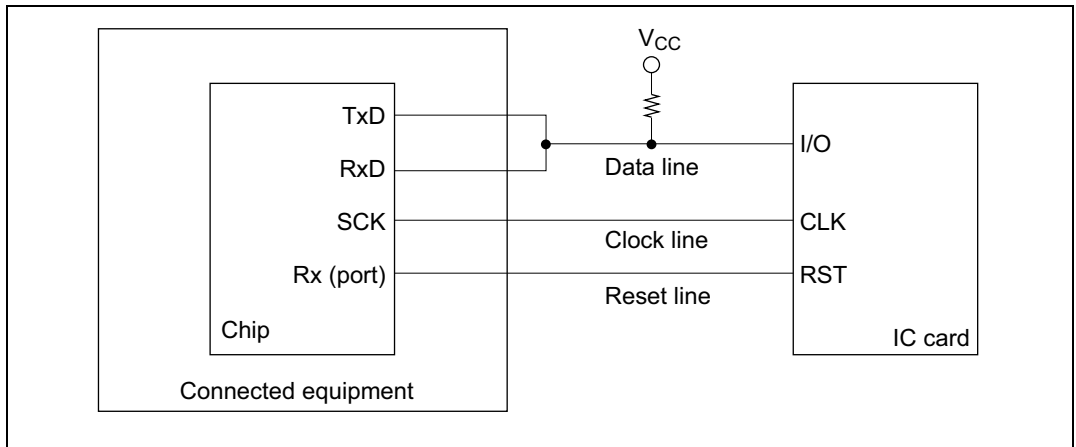 VCC
TxD
I/O
RxD
Data line
SCK
CLK
Clock line
Rx (port)
RST
Reset line
Chip
IC card
Connected equipment